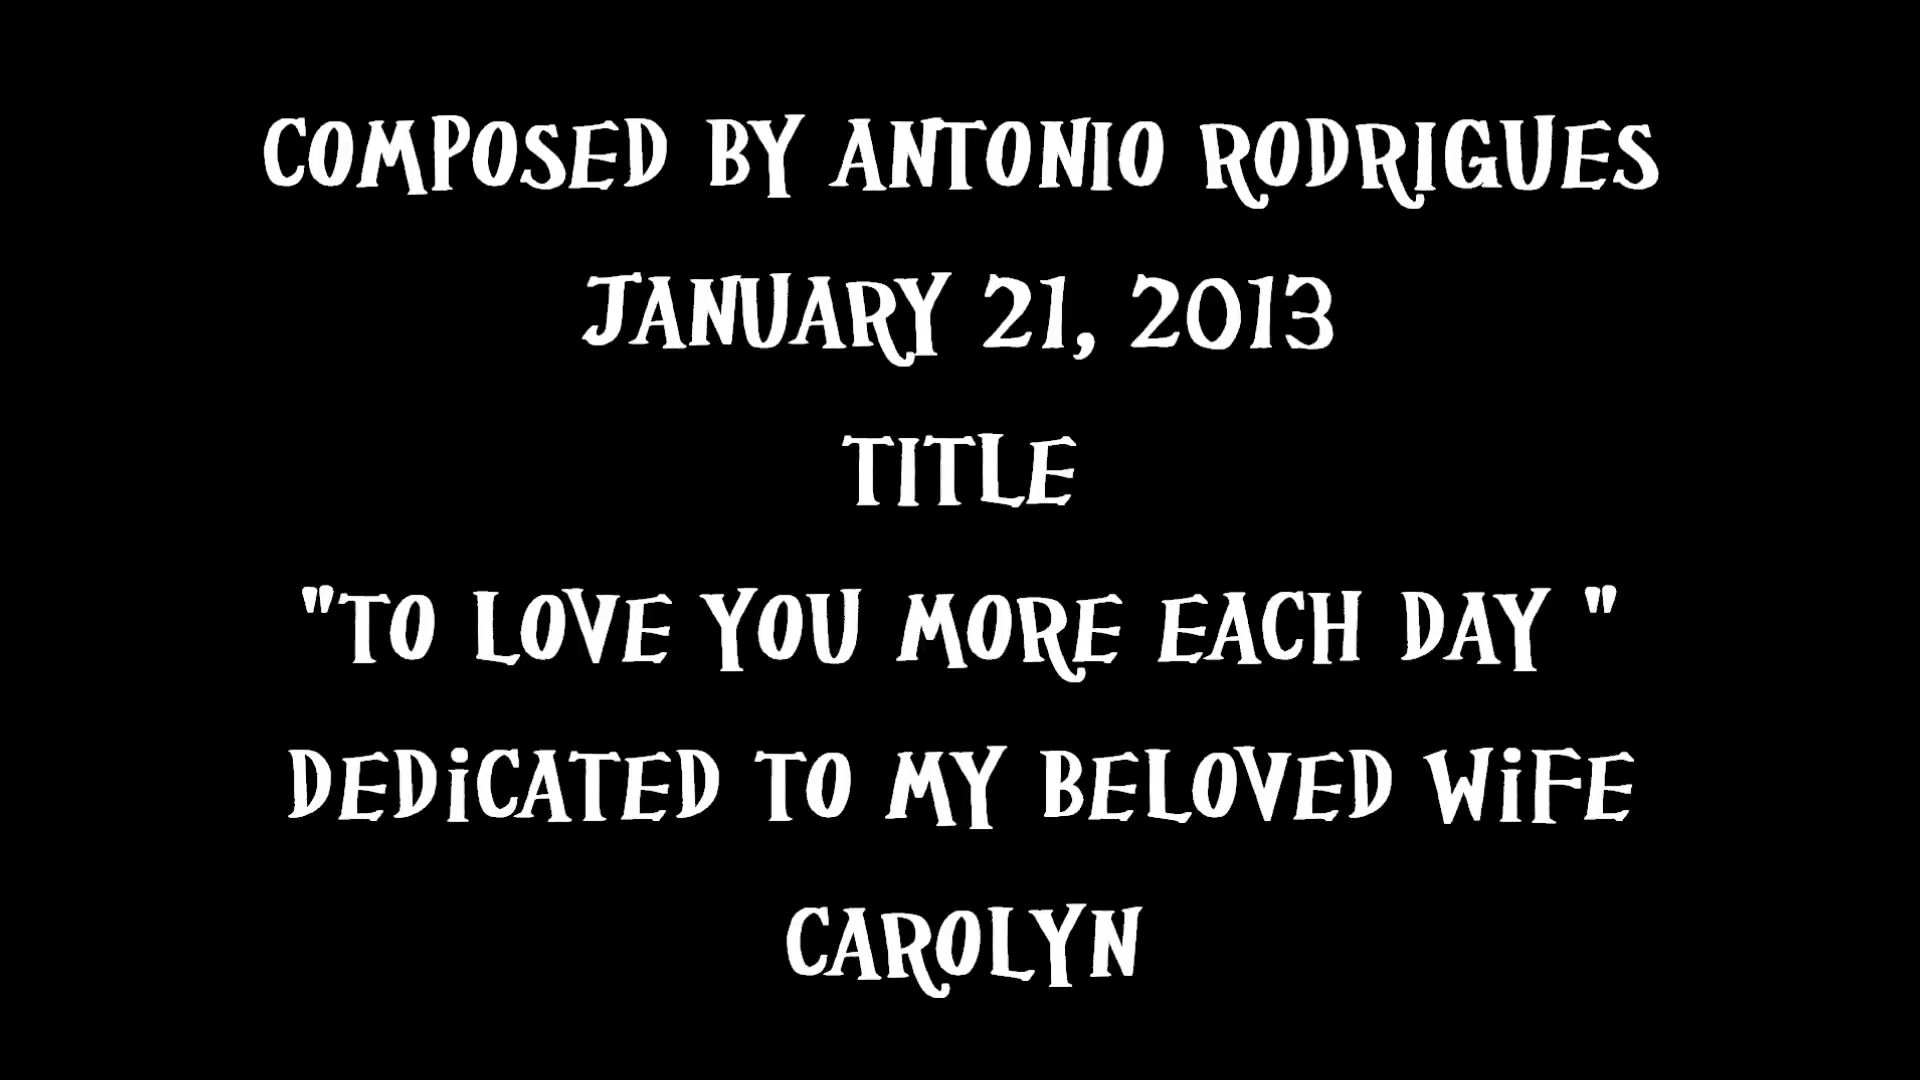 COMPOSED BY ANTONIO RODRIGUES
JANUARY 21, 2013
TITLE
"TO LOVE YOU MORE EACH DAY "
DEDiCATED TO MY BELOVED WiFE
CAROLYN